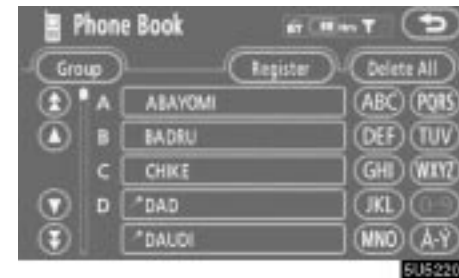 Phone Book BT
Group Register Delete All
A ABAYOMI ABC PQRS
B BADRU DEF TUV
C CHIKE GHI WXYZ
D *DAD JKL 0-9
*DAUDI MNO À-Ý
5U5220